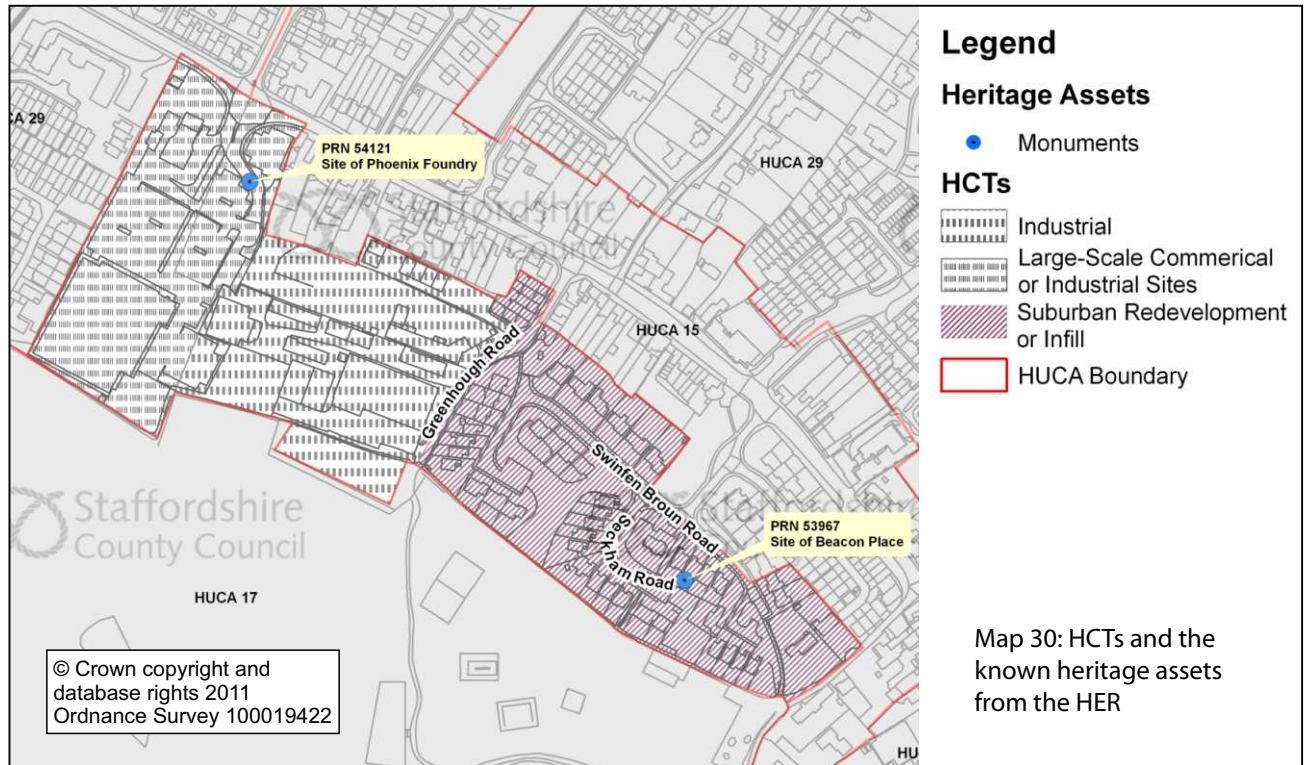 CA 29
PRN 54121
Site of Phoenix Foundry
HUCA 29
Staffordshire
County Council
HUCA 15
Greenhough Road
Swinfen Broun Road
Seckham Road
PRN 53967
Site of Beacon Place
Staffordshire
Staffordshire
County Council
HUCA 17
HU
© Crown copyright and
database rights 2011
Ordnance Survey 100019422
Legend
Heritage Assets
Monuments
HCTs
Industrial
Large-Scale Commerical
or Industrial Sites
Suburban Redevelopment
or Infill
HUCA Boundary
Map 30: HCTs and the
known heritage assets
from the HER